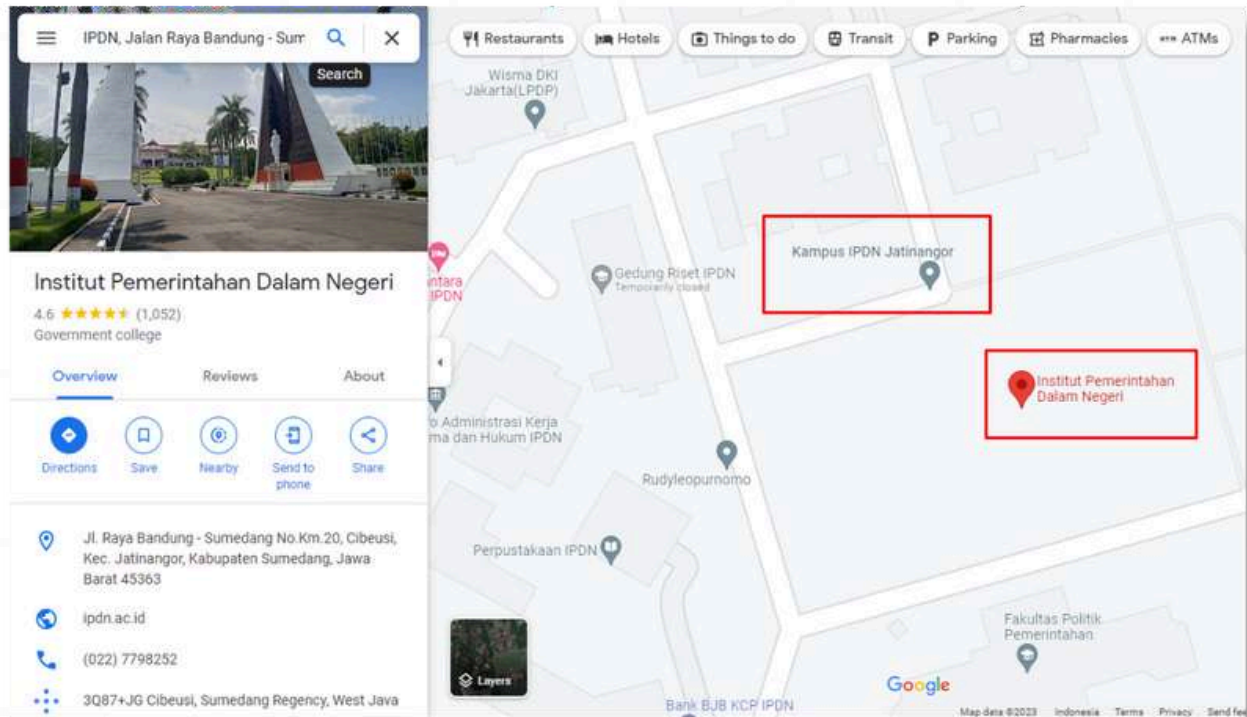 IPDN, Jalan Raya Bandung - Sum
Search
Institut Pemerintahan Dalam Negeri
4.6 (1,052)
Government college
Overview Reviews About
Directions Save Nearby Send to phone Share
Jl. Raya Bandung - Sumedang No.Km.20, Cibeusi,
Kec. Jatinangor, Kabupaten Sumedang, Jawa
Barat 45363
ipdn.ac.id
(022) 7798252
3Q87+JG Cibeusi, Sumedang Regency, West Java
Restaurants Hotels Things to do Transit Parking Pharmacies ATMs
Wisma DKI
Jakarta(LPDP)
Kampus IPDN Jatinangor
Gedung Riset IPDN
Temporarily closed
antara
IPDN
Institut Pemerintahan
Dalam Negeri
o Administrasi Kerja
ma dan Hukum IPDN
Rudyleopurnomo
Perpustakaan IPDN
Fakultas Politik
Pemerintahan
Layers
Bank BJB KCP IPDN
Google
Map data ©2023 Indonesia Terms Privacy Send fee